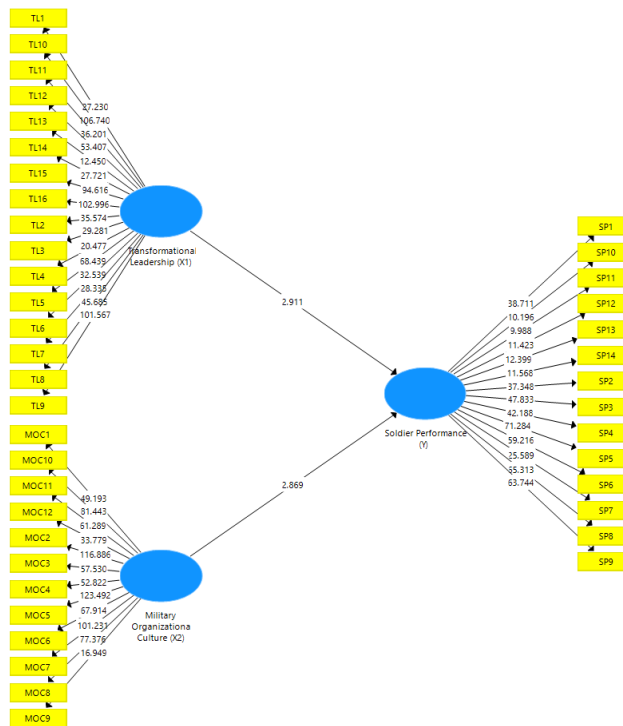 TL1
TL10
TL11
TL12
TL13
TL14
TL15
TL16
TL2
TL3
TL4
TL5
TL6
TL7
TL8
TL9
27.230
106.740
36.201
53.407
12.450
27.721
94.616
102.996
35.574
29.281
20.477
68.439
32.539
28.335
45.685
101.567
Transformational
Leadership (X1)
2.911
MOC1
MOC10
MOC11
MOC12
MOC2
MOC3
MOC4
MOC5
MOC6
MOC7
MOC8
MOC9
49.193
81.443
61.289
33.779
116.886
57.530
52.822
123.492
67.914
101.231
77.376
16.949
Military
Organizationa
Culture (X2)
2.869
Soldier Performance
(Y)
38.711
10.196
9.988
11.423
12.399
11.568
37.348
47.833
42.188
71.284
59.216
25.589
65.313
63.744
SP1
SP10
SP11
SP12
SP13
SP14
SP2
SP3
SP4
SP5
SP6
SP7
SP8
SP9